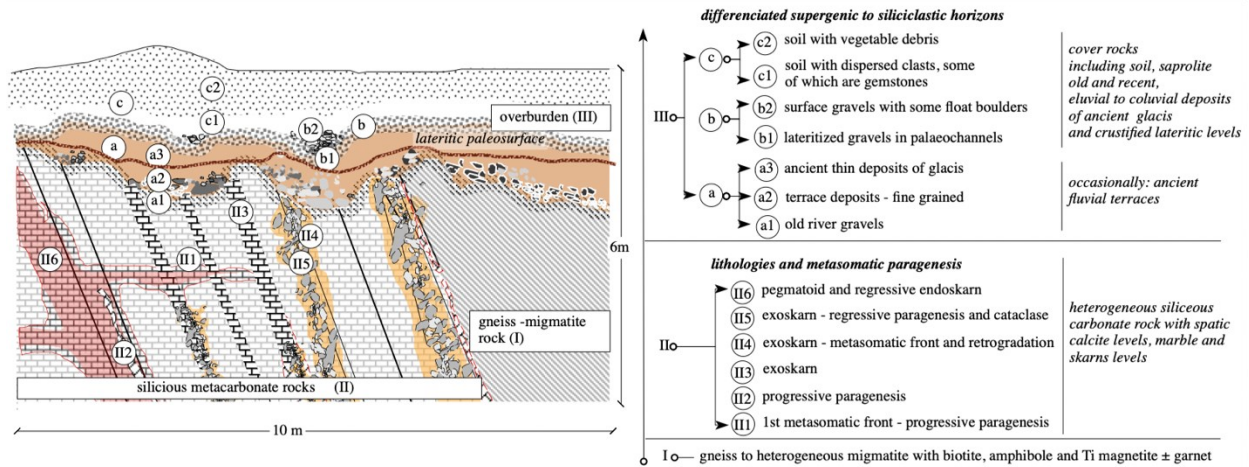 c2
c
c1
b2
b
overburden (III)
a
a3
lateritic paleosurface
b1
a2
a1
II3
II4
II6
II1
II5
6m
gneiss -migmatite
rock (I)
II2
silicious metacarbonate rocks (II)
10 m
differenciated supergenic to siliciclastic horizons
c2 soil with vegetable debris
c
c1 soil with dispersed clasts, some
of which are gemstones
III
b2 surface gravels with some float boulders
b
b1 lateritized gravels in palaeochannels
cover rocks
including soil, saprolite
old and recent,
eluvial to coluvial deposits
of ancient glacis
and crustified lateritic levels
a3 ancient thin deposits of glacis
a
a2 terrace deposits - fine grained
a1 old river gravels
occasionally: ancient
fluvial terraces
lithologies and metasomatic paragenesis
II6 pegmatoid and regressive endoskarn
II5 exoskarn - regressive paragenesis and cataclase
II
II4 exoskarn - metasomatic front and retrogradation
II3 exoskarn
II2 progressive paragenesis
II1 1st metasomatic front - progressive paragenesis
heterogeneous siliceous
carbonate rock with spatic
calcite levels, marble and
skarns levels
I gneiss to heterogeneous migmatite with biotite, amphibole and Ti magnetite ± garnet